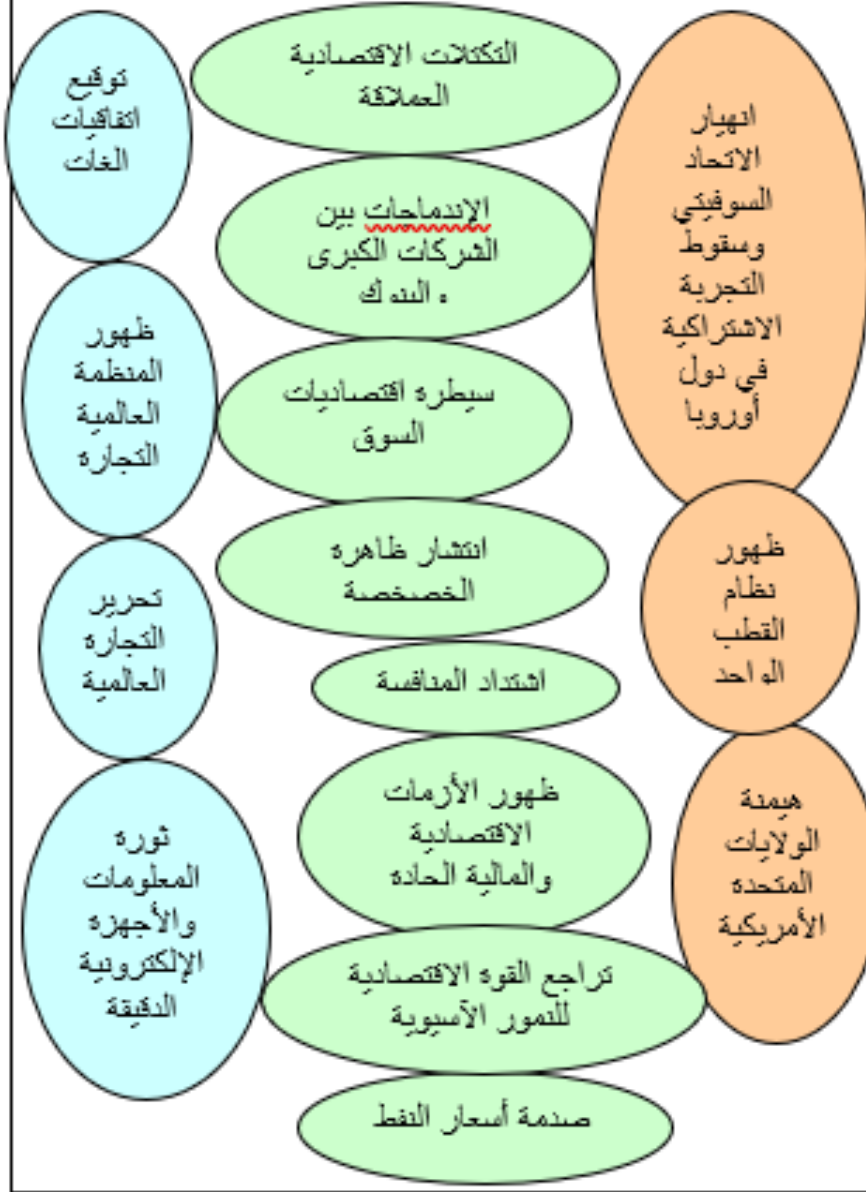 انهيار
الاتحاد
السوفيتي
وسقوط
التجربة
الاشتراكية
في دول
أوروبا
ظهور
نظام
القطب
الواحد
هيمنة
الولايات
المتحدة
الأمريكية
التكتلات الاقتصادية
العملاقة
الإندماجات بين
الشركات الكبرى
و البنوك
سيطرة اقتصاديات
السوق
انتشار ظاهرة
الخصخصة
اشتداد المنافسة
ظهور الأزمات
الاقتصادية
والمالية الحادة
تراجع القوة الاقتصادية
للنمور الآسيوية
صدمة أسعار النفط
توقيع
اتفاقيات
الغات
ظهور
المنظمة
العالمية
التجارة
تحرير
التجارة
العالمية
ثورة
المعلومات
والأجهزة
الإلكترونية
الدقيقة